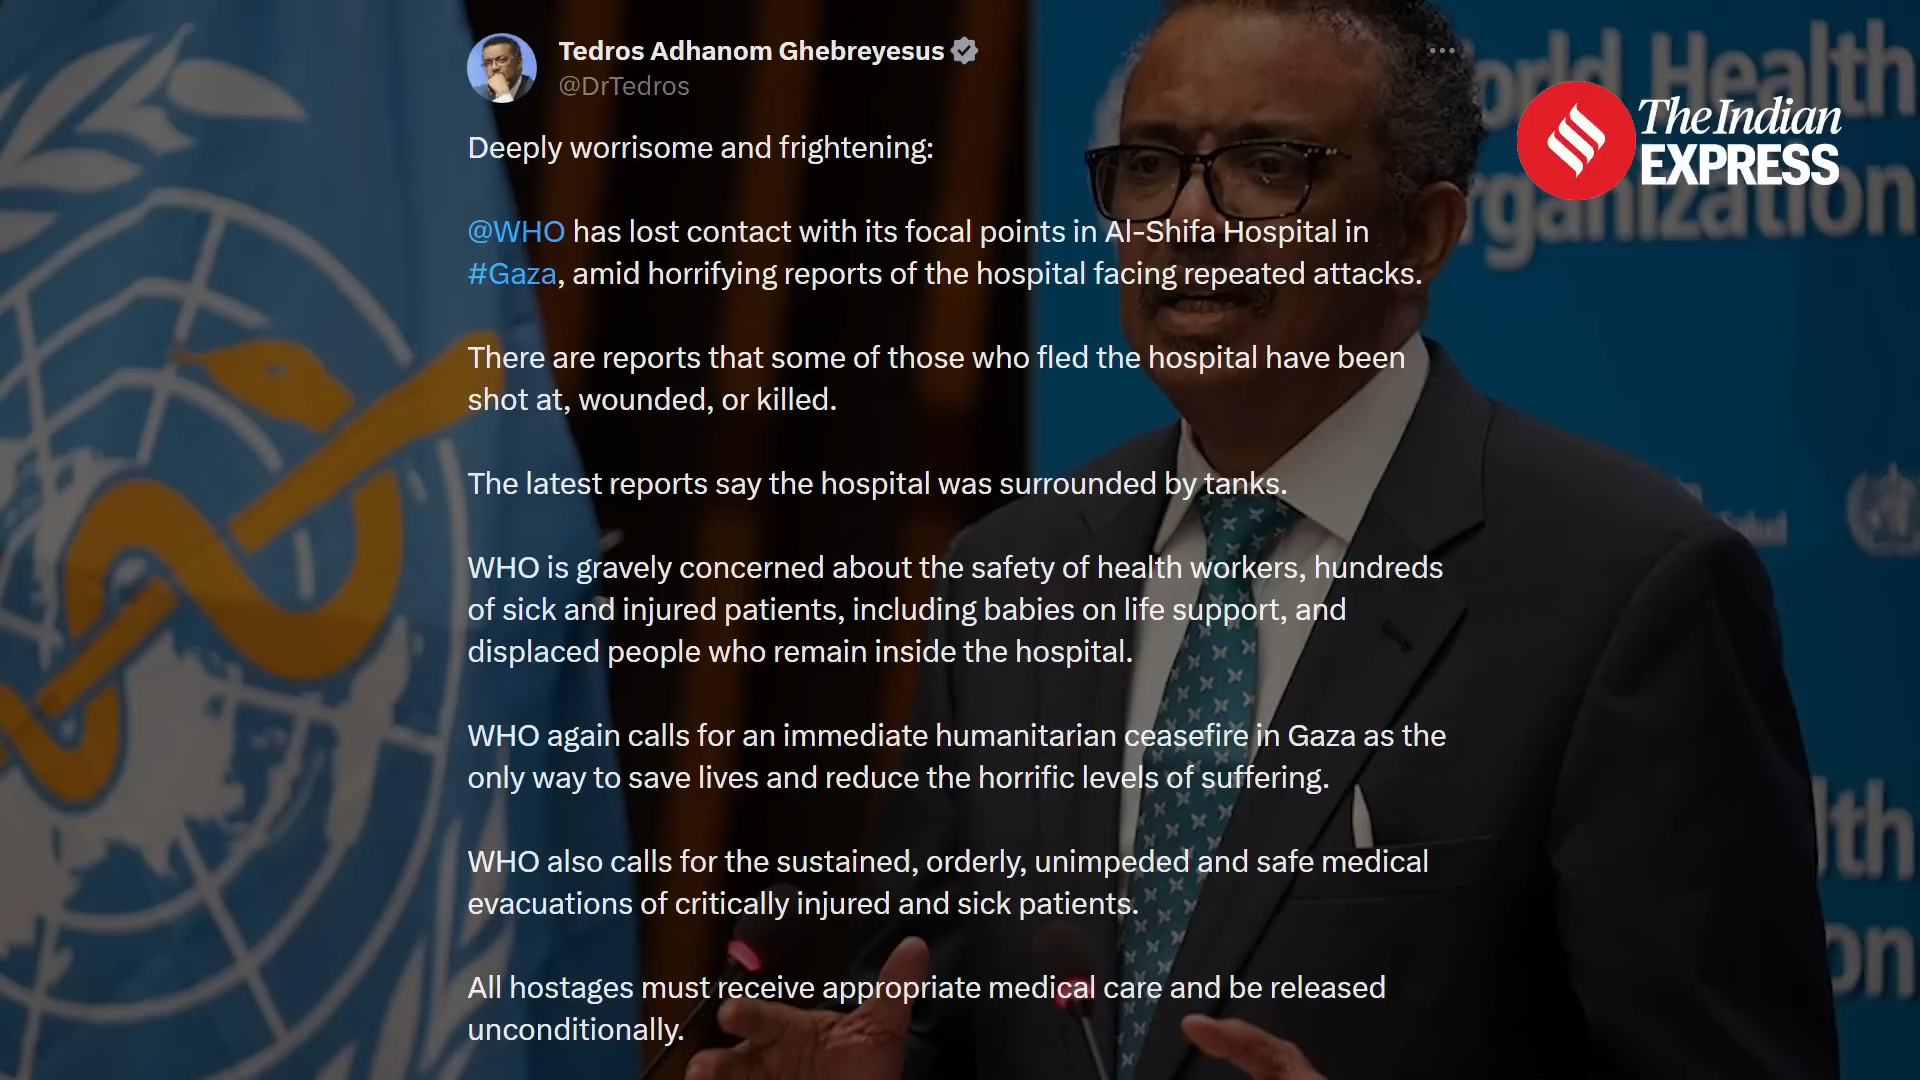 Tedros Adhanom Ghebreyesus
@DrTedros
The Indian
EXPRESS
Deeply worrisome and frightening:
@WHO has lost contact with its focal points in Al-Shifa Hospital in
#Gaza, amid horrifying reports of the hospital facing repeated attacks.
There are reports that some of those who fled the hospital have been
shot at, wounded, or killed.
The latest reports say the hospital was surrounded by tanks.
WHO is gravely concerned about the safety of health workers, hundreds
of sick and injured patients, including babies on life support, and
displaced people who remain inside the hospital.
WHO again calls for an immediate humanitarian ceasefire in Gaza as the
only way to save lives and reduce the horrific levels of suffering.
WHO also calls for the sustained, orderly, unimpeded and safe medical
evacuations of critically injured and sick patients.
All hostages must receive appropriate medical care and be released
unconditionally.
orld Health
rganization
lth
on